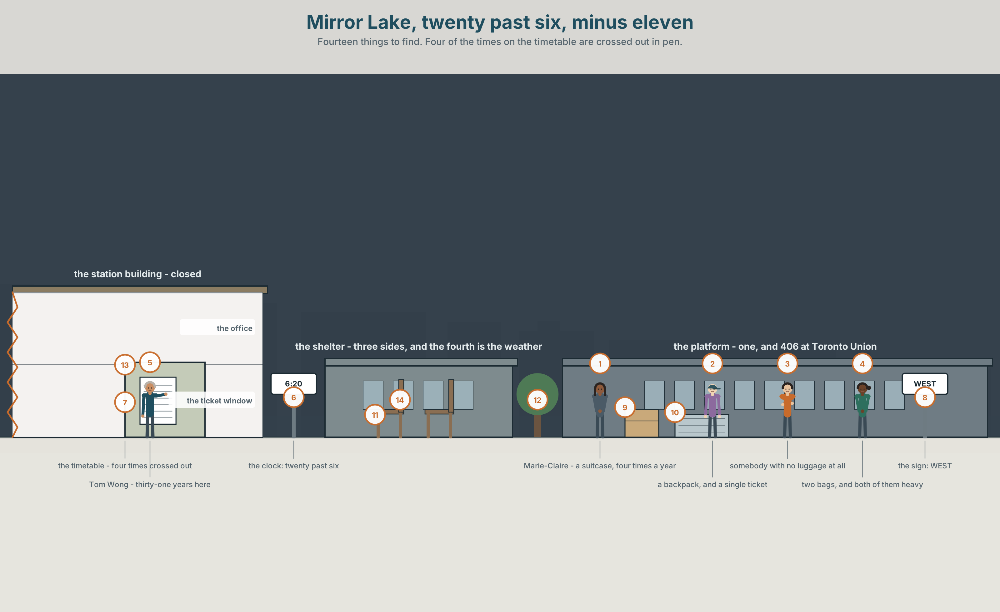 Mirror Lake, twenty past six, minus eleven
Fourteen things to find. Four of the times on the timetable are crossed out in pen.
the station building - closed
the office
the shelter - three sides, and the fourth is the weather
the platform - one, and 406 at Toronto Union
13
5
1
2
3
4
6:20
WEST
7
the ticket window
6
14
12
8
11
9
10
the timetable - four times crossed out
the clock: twenty past six
Marie-Claire - a suitcase, four times a year
somebody with no luggage at all
the sign: WEST
Tom Wong - thirty-one years here
a backpack, and a single ticket
two bags, and both of them heavy